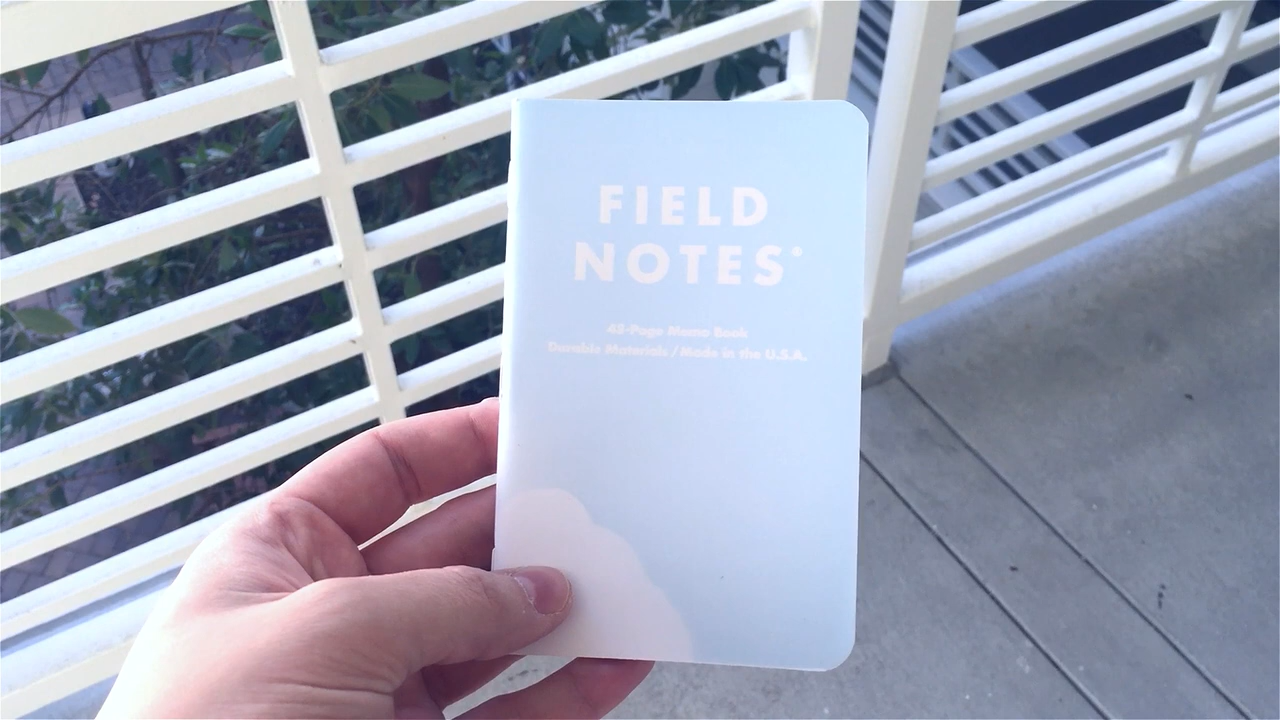 FIELD
NOTES®
48-Page Memo Book
Durable Materials / Made in the U.S.A.